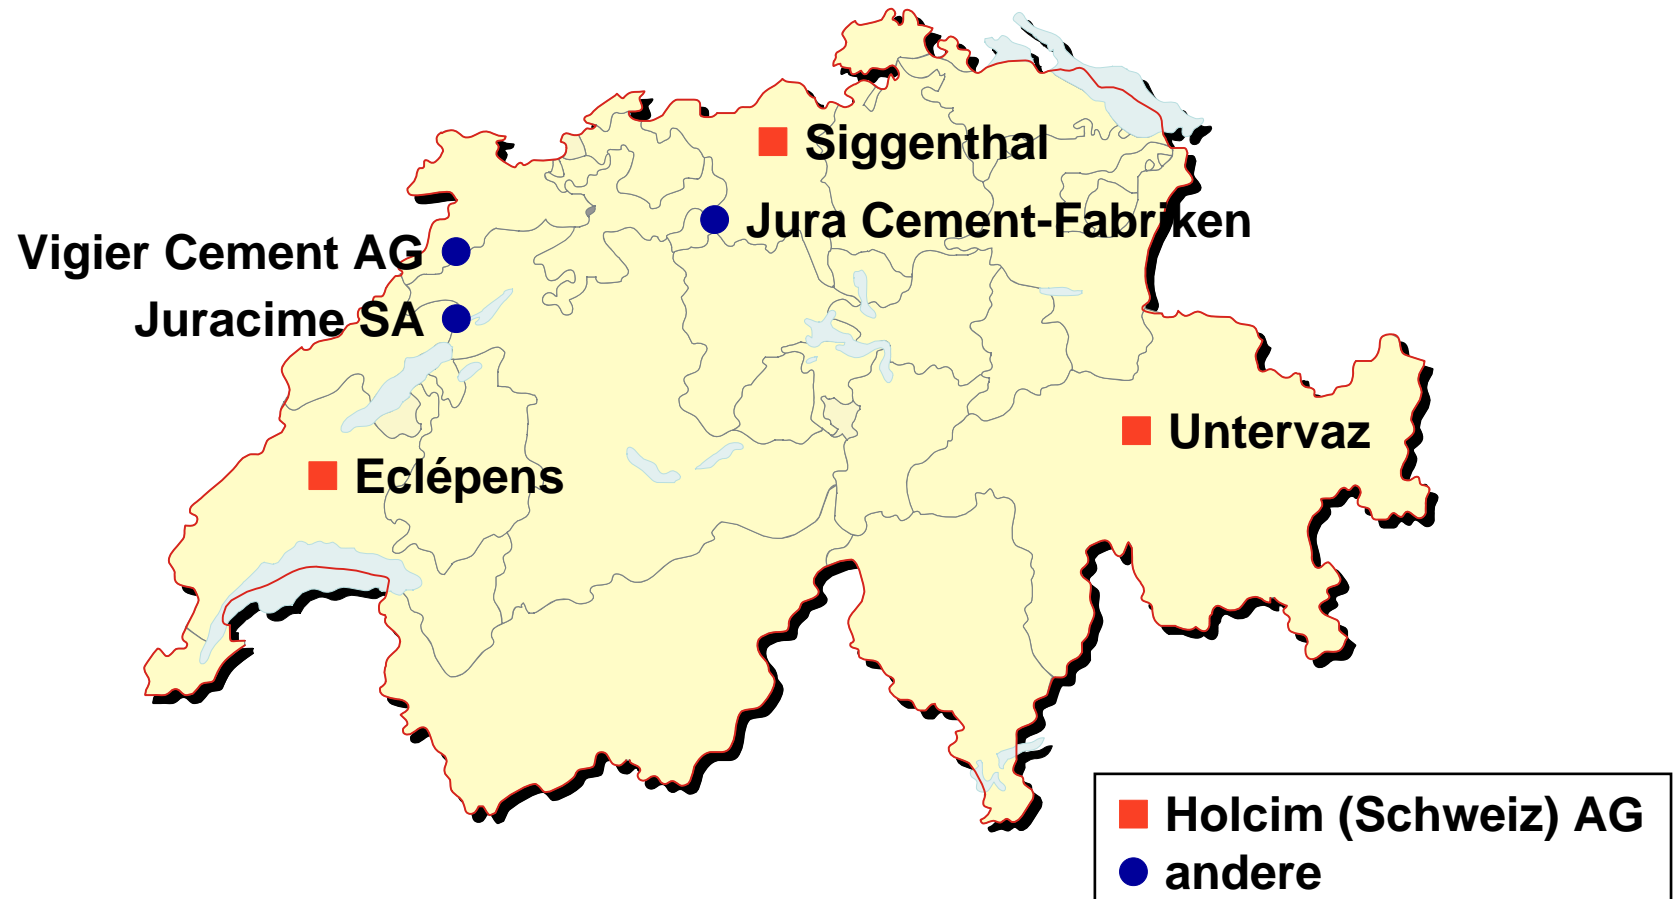 Siggenthal
Jura Cement-Fabriken
Vigier Cement AG
Juracime SA
Untervaz
Eclépens
Holcim (Schweiz) AG
andere